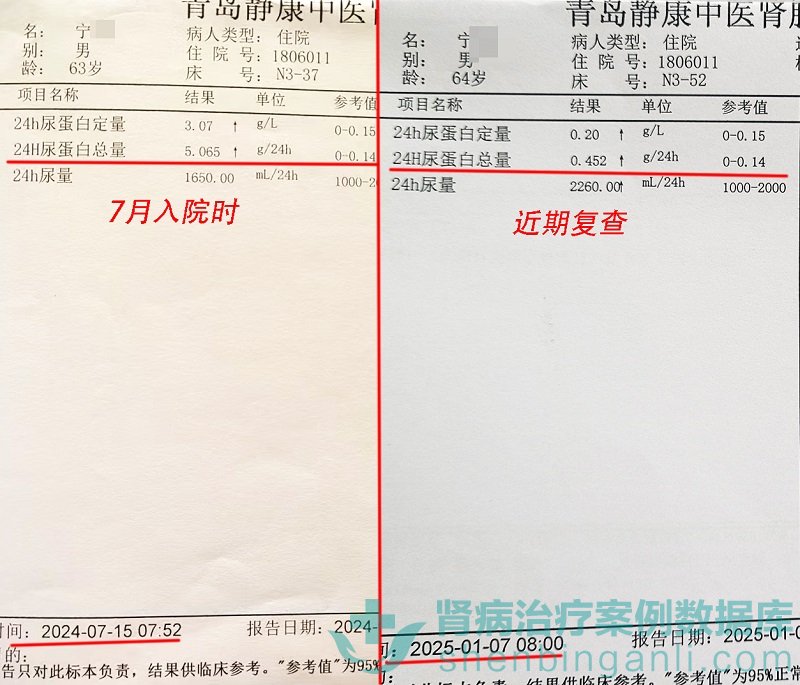 青岛静康中医肾
名: 宁
病人类型: 住院
别: 男
住 院 号: 1806011
龄: 63岁
床 号: N3-37
项目名称 结果 单位 参考值
24h尿蛋白定量 3.07 ↑ g/L 0-0.15
24H尿蛋白总量 5.065 ↑ g/24h 0-0.14
24h尿量 1650.00 mL/24h 1000-2
7月入院时
时间: 2024-07-15 07:52 报告日期: 2024-
的:
告只对此标本负责，结果供临床参考。"参考值"为95%
青岛静康中医肾
名: 宁
病人类型: 住院
别: 男
住 院 号: 1806011
龄: 64岁
床 号: N3-52
项目名称 结果 单位 参考值
24h尿蛋白定量 0.20 ↑ g/L 0-0.15
24H尿蛋白总量 0.452 ↑ g/24h 0-0.14
24h尿量 2260.00↑ mL/24h 1000-2000
近期复查
肾病治疗案例数据库
shenbinganli.com
间: 2025-01-07 08:00 报告日期: 2025-01-0
结果供临床参考。"参考值"为95%正常